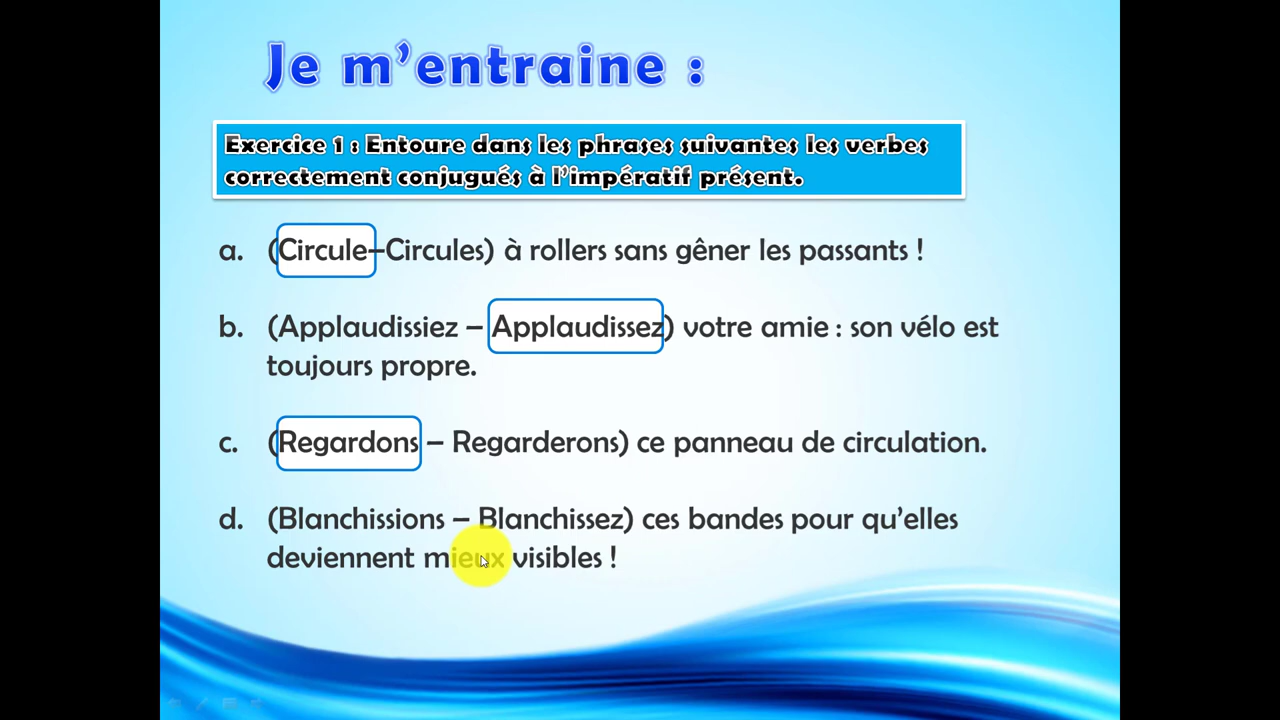 Je m’entraine :
Exercice 1 : Entoure dans les phrases suivantes les verbes
correctement conjugués à l’impératif présent.
a. (Circule–Circules) à rollers sans gêner les passants !
b. (Applaudissiez – Applaudissez) votre amie : son vélo est
toujours propre.
c. (Regardons – Regarderons) ce panneau de circulation.
d. (Blanchissions – Blanchissez) ces bandes pour qu’elles
deviennent mieux visibles !